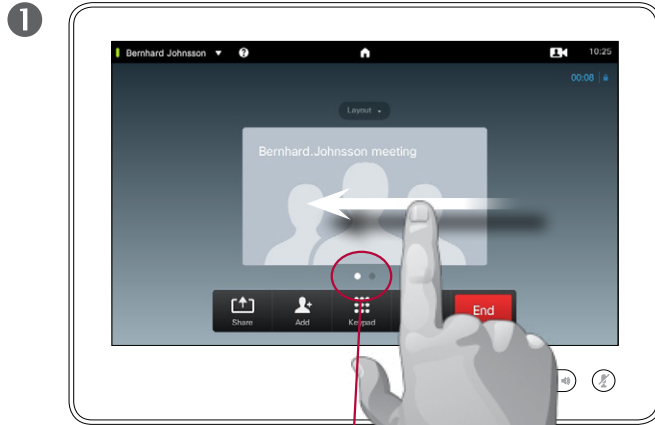 1
Bernhard Johnsson ▼ ? 10:25
00:08
Layout
Bernhard.Johnsson meeting
Share Add Keypad End